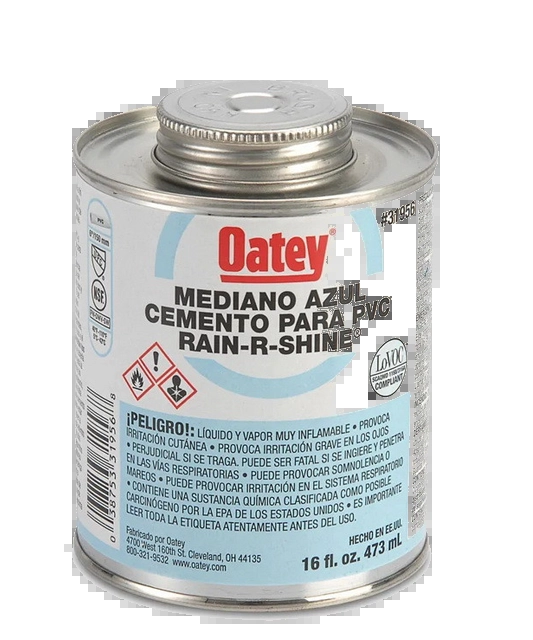 #31956
Oatey®
MEDIANO AZUL
CEMENTO PARA PVC
RAIN-R-SHINE®
PVC
NSF
LoVOC
COMPLIANT
¡PELIGRO!: LÍQUIDO Y VAPOR MUY INFLAMABLE • PROVOCA
IRRITACIÓN CUTÁNEA • PROVOCA IRRITACIÓN GRAVE EN LOS OJOS
• PERJUDICIAL SI SE TRAGA. PUEDE SER FATAL SI SE INGIERE Y PENETRA
EN LAS VÍAS RESPIRATORIAS • PUEDE PROVOCAR SOMNOLENCIA O
MAREOS • PUEDE PROVOCAR IRRITACIÓN EN EL SISTEMA RESPIRATORIO
• CONTIENE UNA SUSTANCIA QUÍMICA CLASIFICADA COMO POSIBLE
CARCINÓGENO POR LA EPA DE LOS ESTADOS UNIDOS • ES IMPORTANTE
LEER TODA LA ETIQUETA ATENTAMENTE ANTES DEL USO.
Fabricado por Oatey
4700 West 160th St. Cleveland, OH 44135
800-321-9532 www.oatey.com
HECHO EN EE.UU.
16 fl. oz. 473 mL
0 38753 31956 8